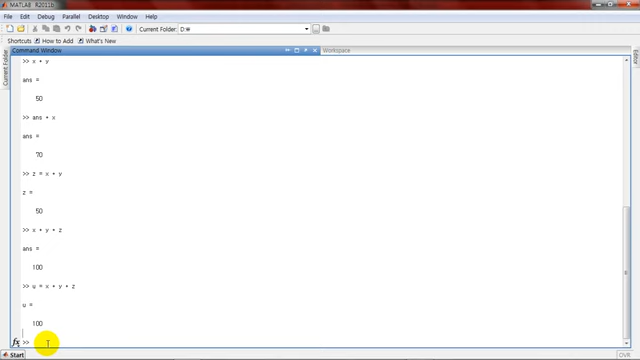 MATLAB R2011b
File Edit Debug Parallel Desktop Window Help
Current Folder: D:₩
Shortcuts How to Add What's New
Command Window
Workspace
Current Folder
Editor
>> x + y
ans =
50
>> ans + x
ans =
70
>> z = x + y
z =
50
>> x + y + z
ans =
100
>> u = x + y + z
u =
100
fx >>
Start
OVR